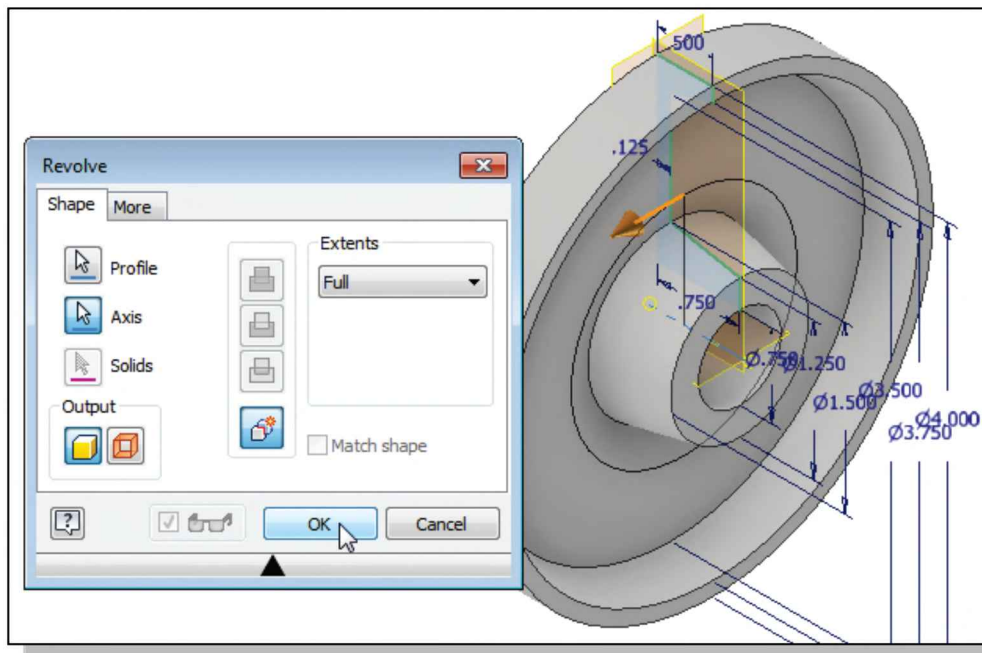 Revolve
Shape
More
Profile
Axis
Solids
Output
Extents
Full
Match shape
?
OK
Cancel
.500
.125
.750
Ø.750
Ø1.250
Ø1.500
Ø3.500
Ø3.750
Ø4.000